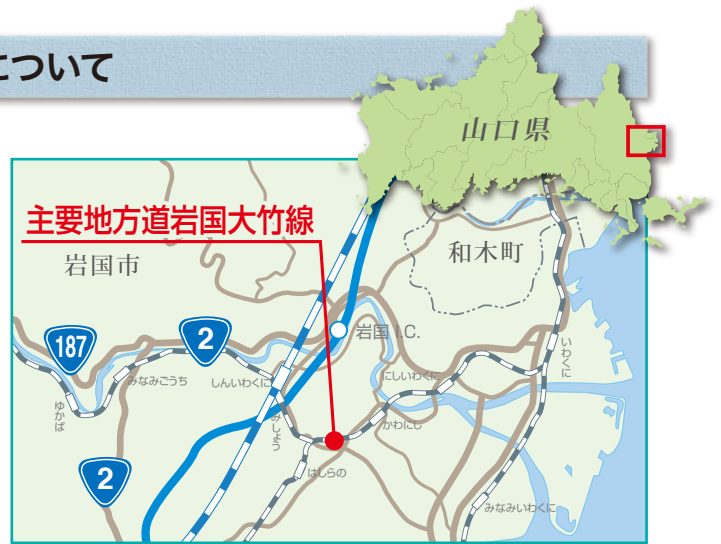 について
山口県
主要地方道岩国大竹線
岩国市
和木町
187
2
岩国 I.C.
いわくに
みなみごうち
しんいわくに
にしいわくに
ゆかば
みしょう
かわにし
はしらの
2
みなみいわくに